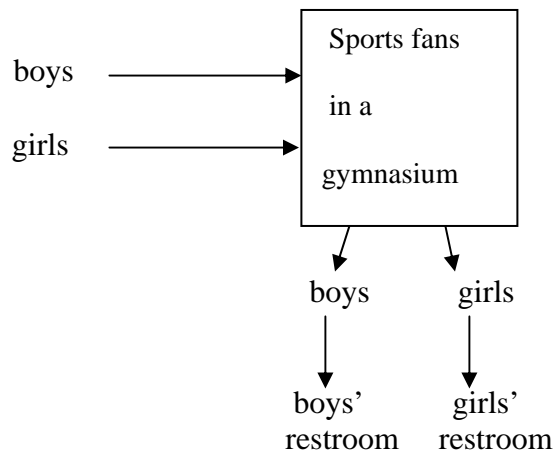 boys
girls
Sports fans
in a
gymnasium
boys
girls
boys’
restroom
girls’
restroom